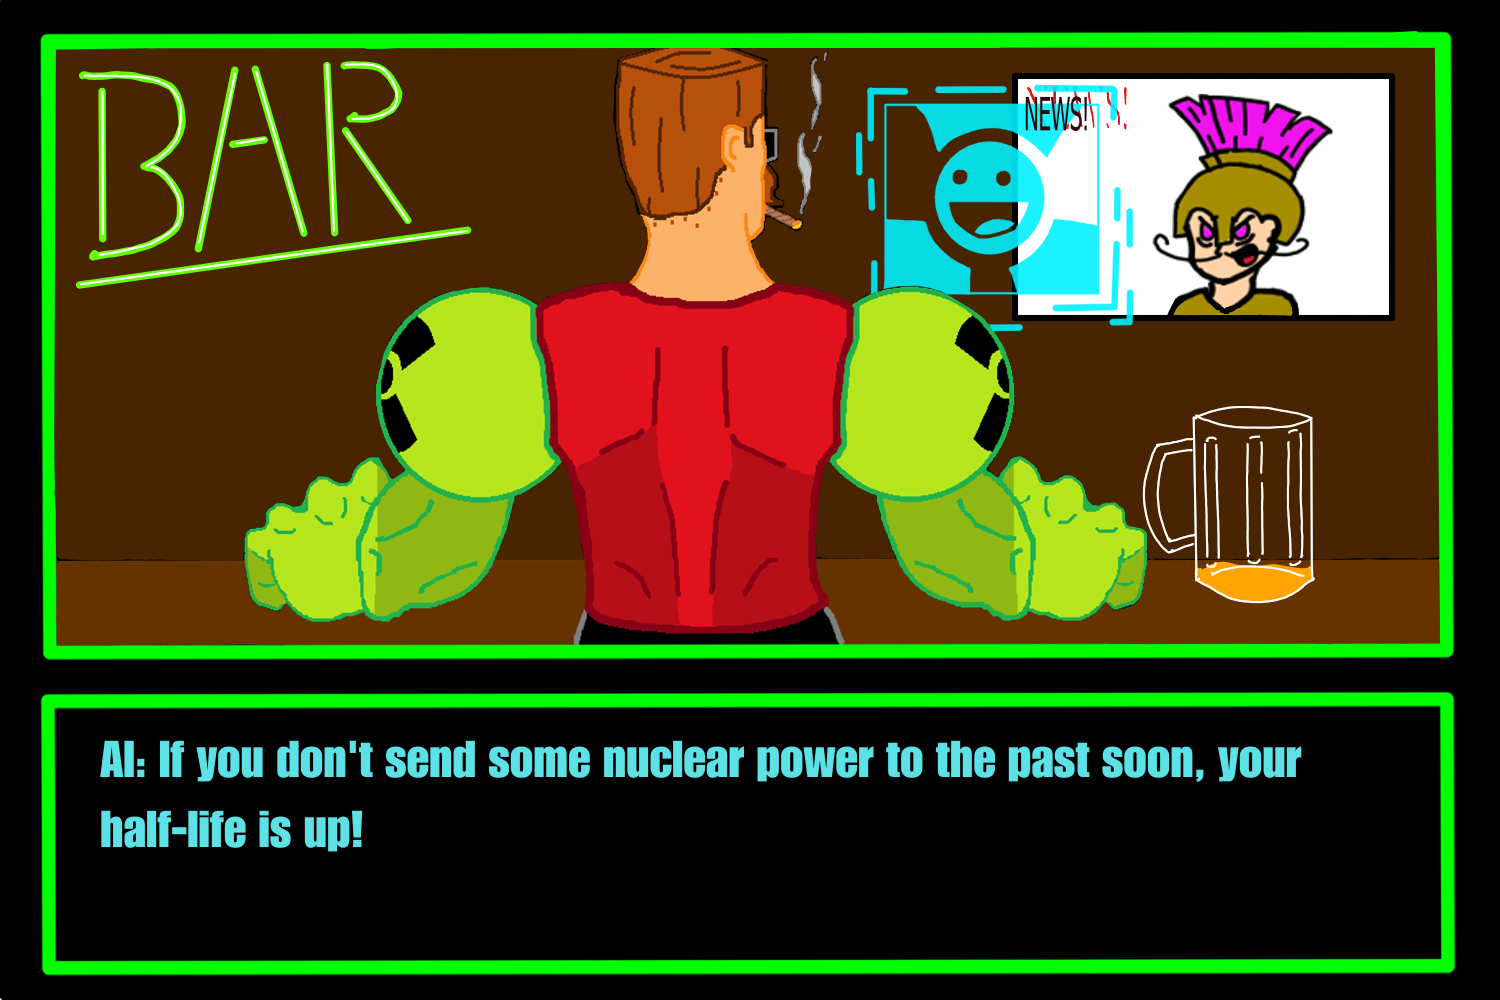 BAR
NEWS!
AI: If you don't send some nuclear power to the past soon, your
half-life is up!